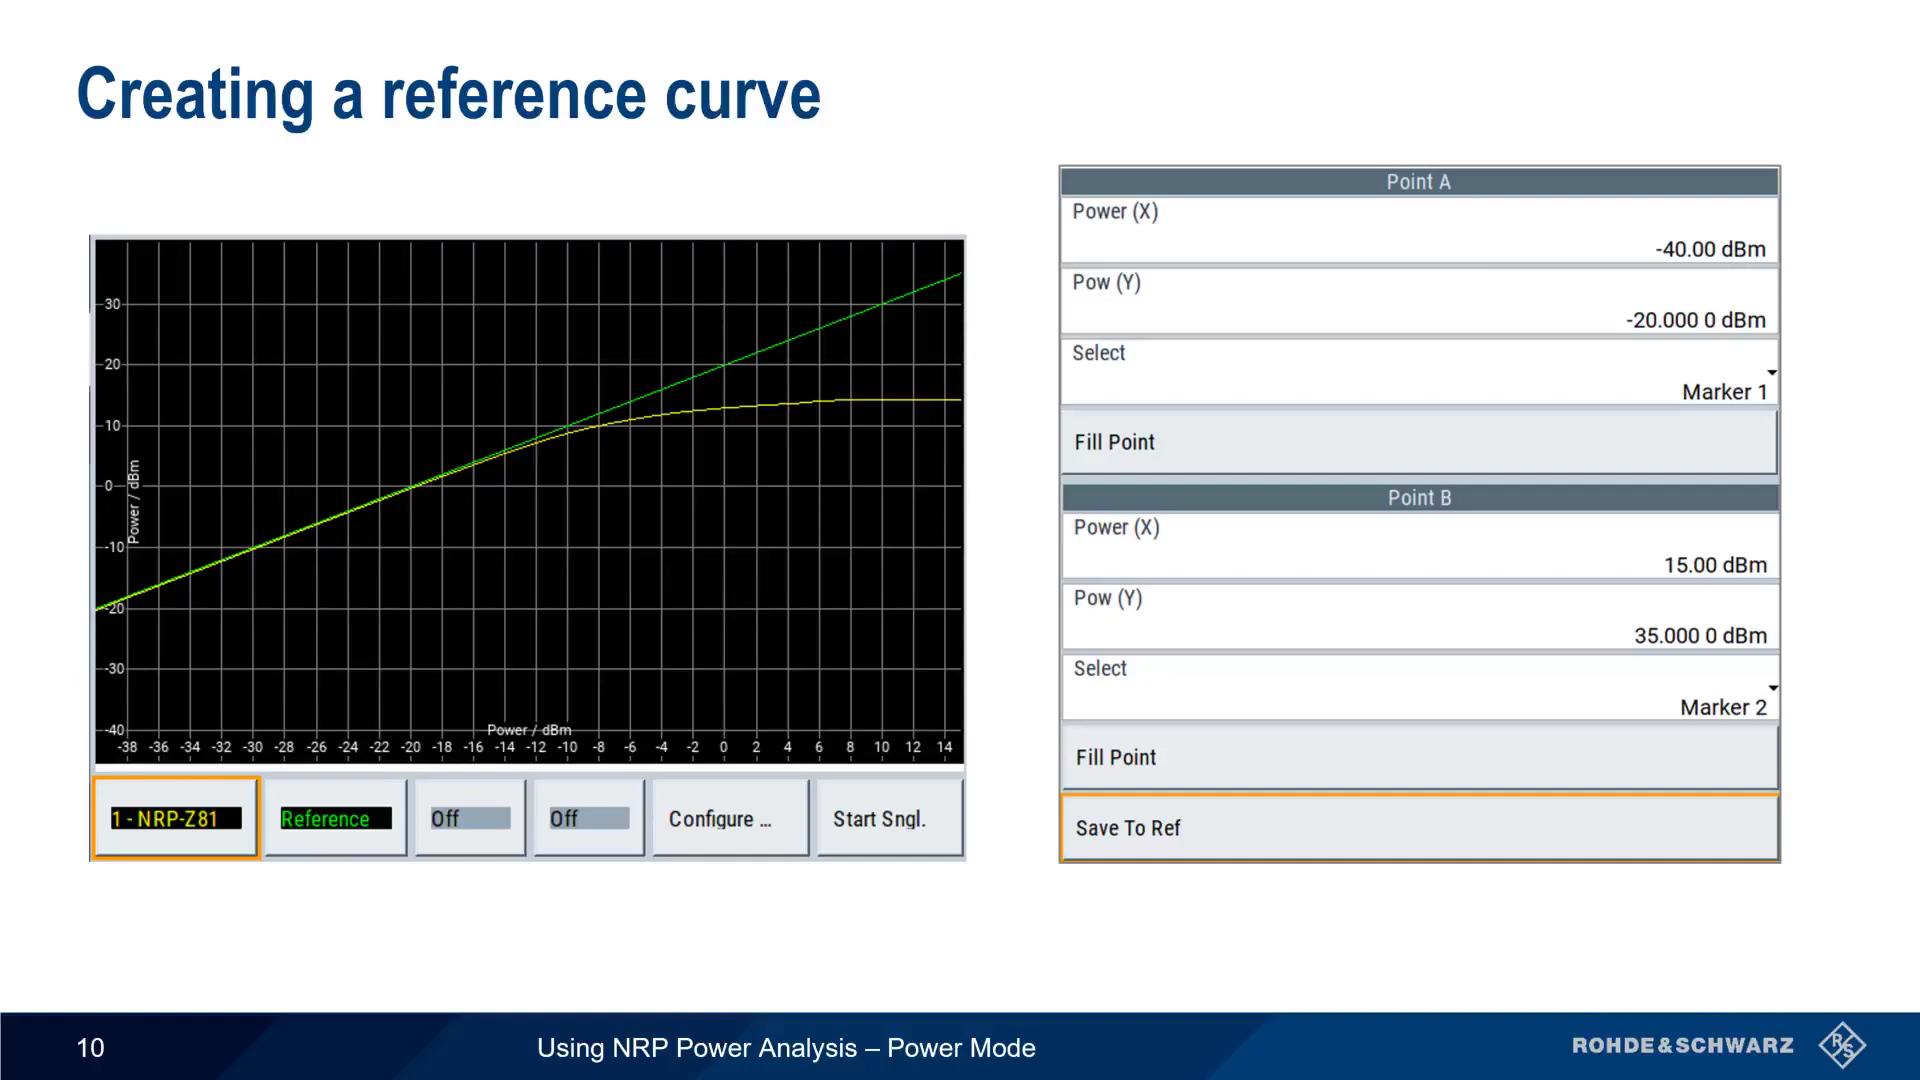 Creating a reference curve
30
20
10
0
-10
-20
-30
-40
Power / dBm
Power / dBm
-38 -36 -34 -32 -30 -28 -26 -24 -22 -20 -18 -16 -14 -12 -10 -8 -6 -4 -2 0 2 4 6 8 10 12 14
1 - NRP-Z81 Reference Off Off Configure ... Start Sngl.
Point A
Power (X)
-40.00 dBm
Pow (Y)
-20.000 0 dBm
Select
Marker 1
Fill Point
Point B
Power (X)
15.00 dBm
Pow (Y)
35.000 0 dBm
Select
Marker 2
Fill Point
Save To Ref
10 Using NRP Power Analysis – Power Mode ROHDE&SCHWARZ
R
S